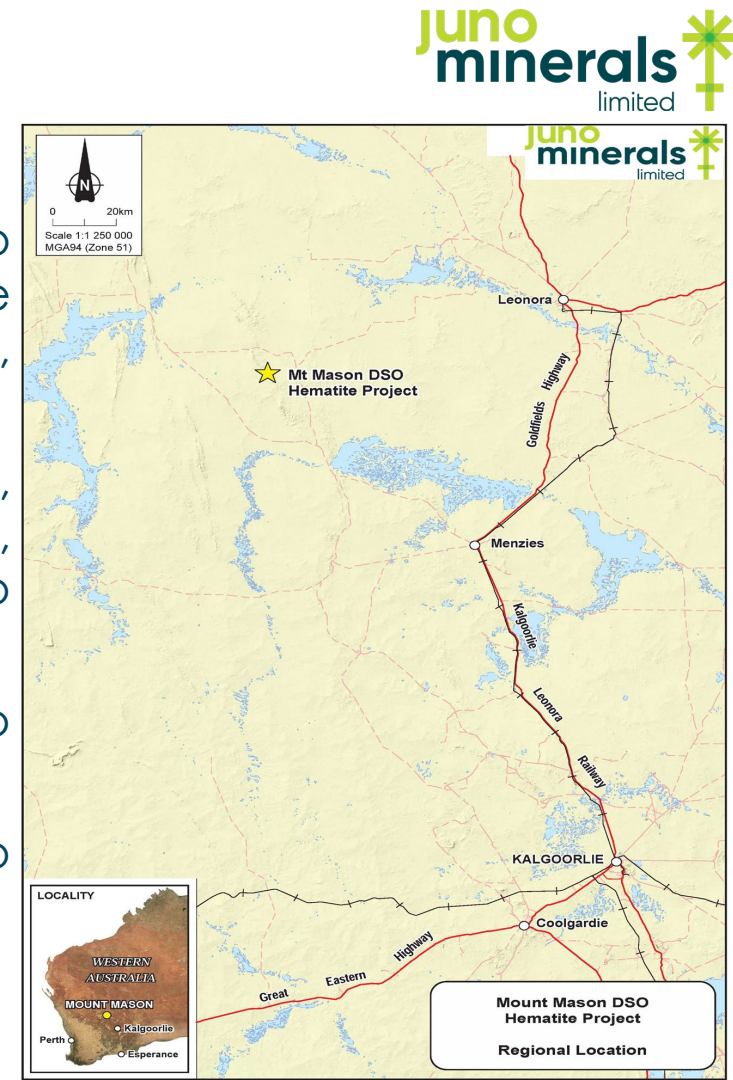 juno
minerals
limited
juno
minerals
limited
N
0 20km
Scale 1:1 250 000
MGA94 (Zone 51)
Leonora
Mt Mason DSO
Hematite Project
Goldfields Highway
Menzies
Kalgoorlie
Leonora
Railway
KALGOORLIE
Coolgardie
Great Eastern Highway
LOCALITY
WESTERN
AUSTRALIA
MOUNT MASON
Kalgoorlie
Perth
Esperance
Mount Mason DSO
Hematite Project
Regional Location